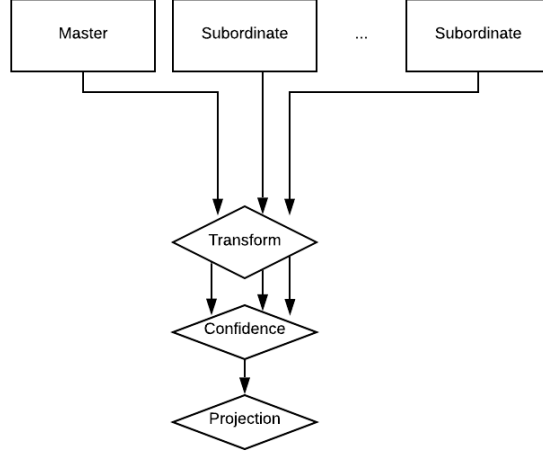 Master
Subordinate
...
Subordinate
Transform
Confidence
Projection